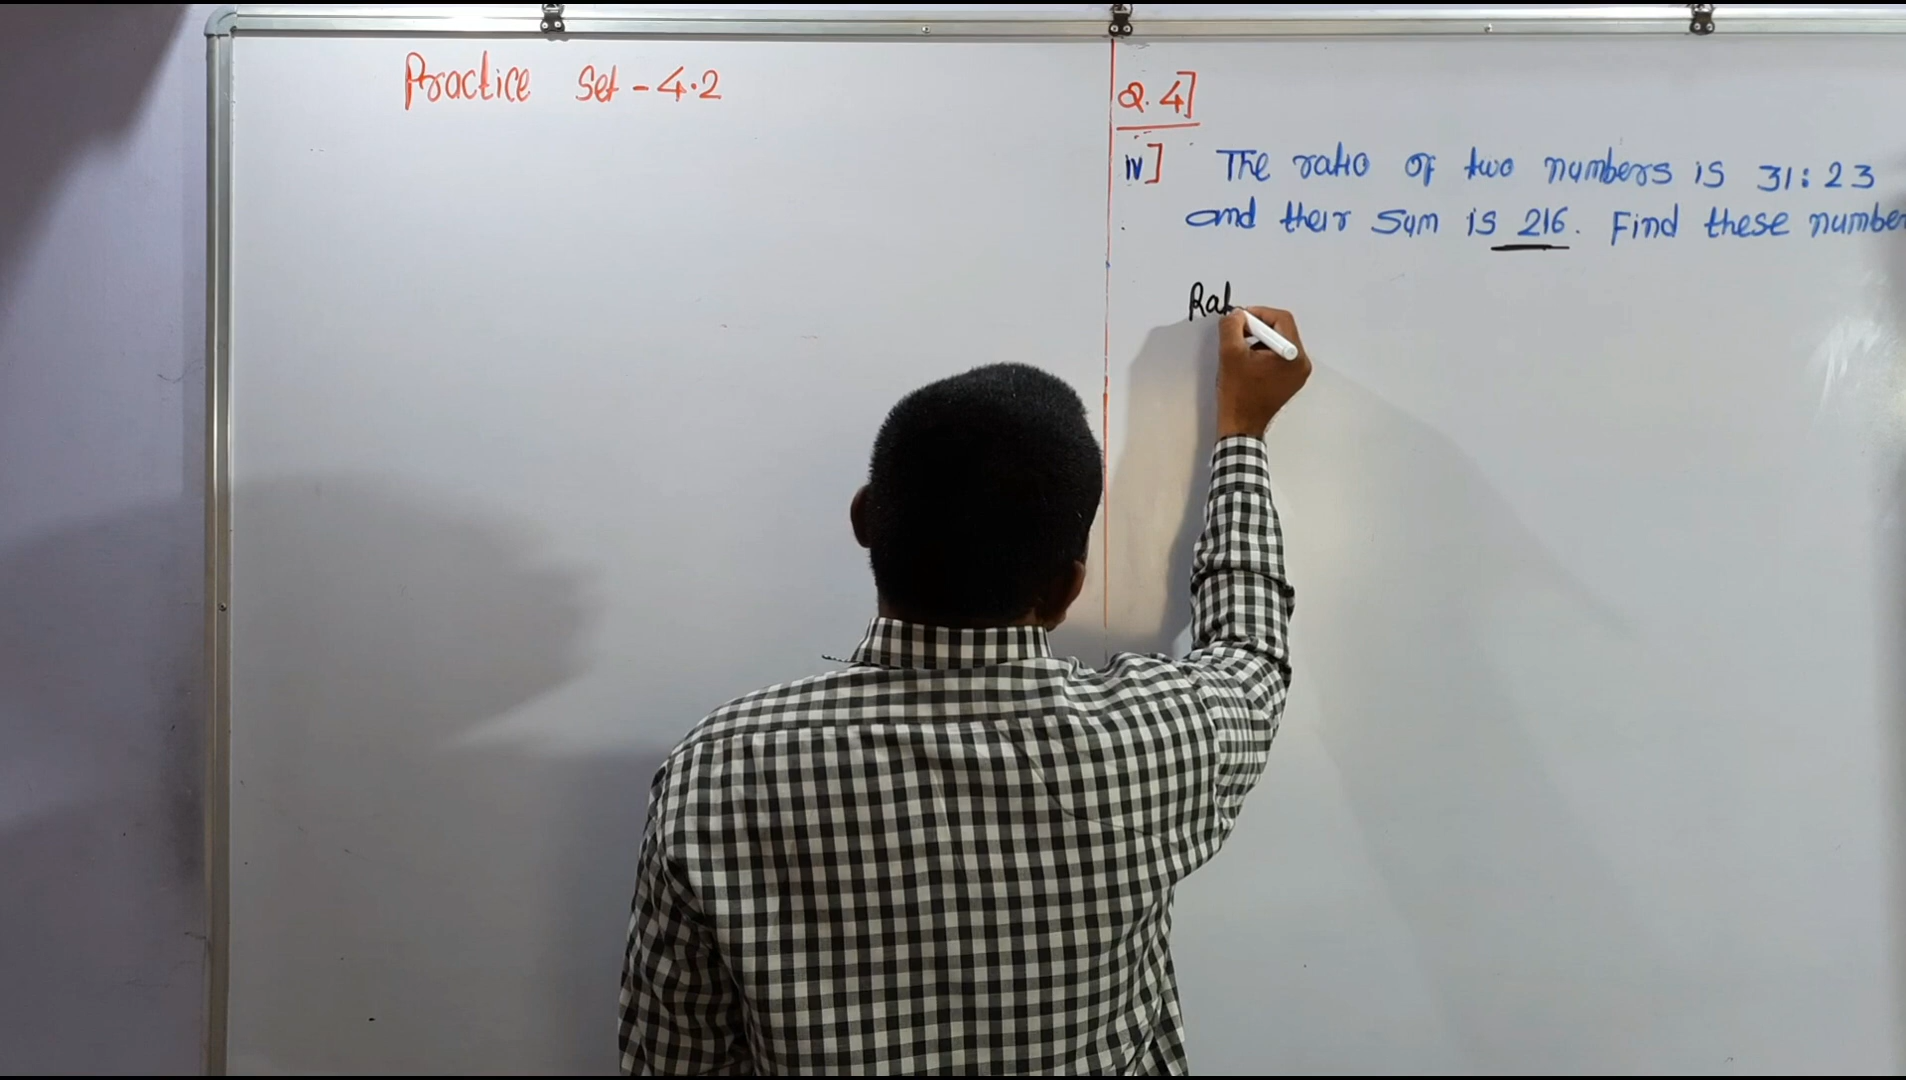 Practice Set - 4.2
Q. 4]
iv] The ratio of two numbers is 31:23
and their sum is 216. Find these number